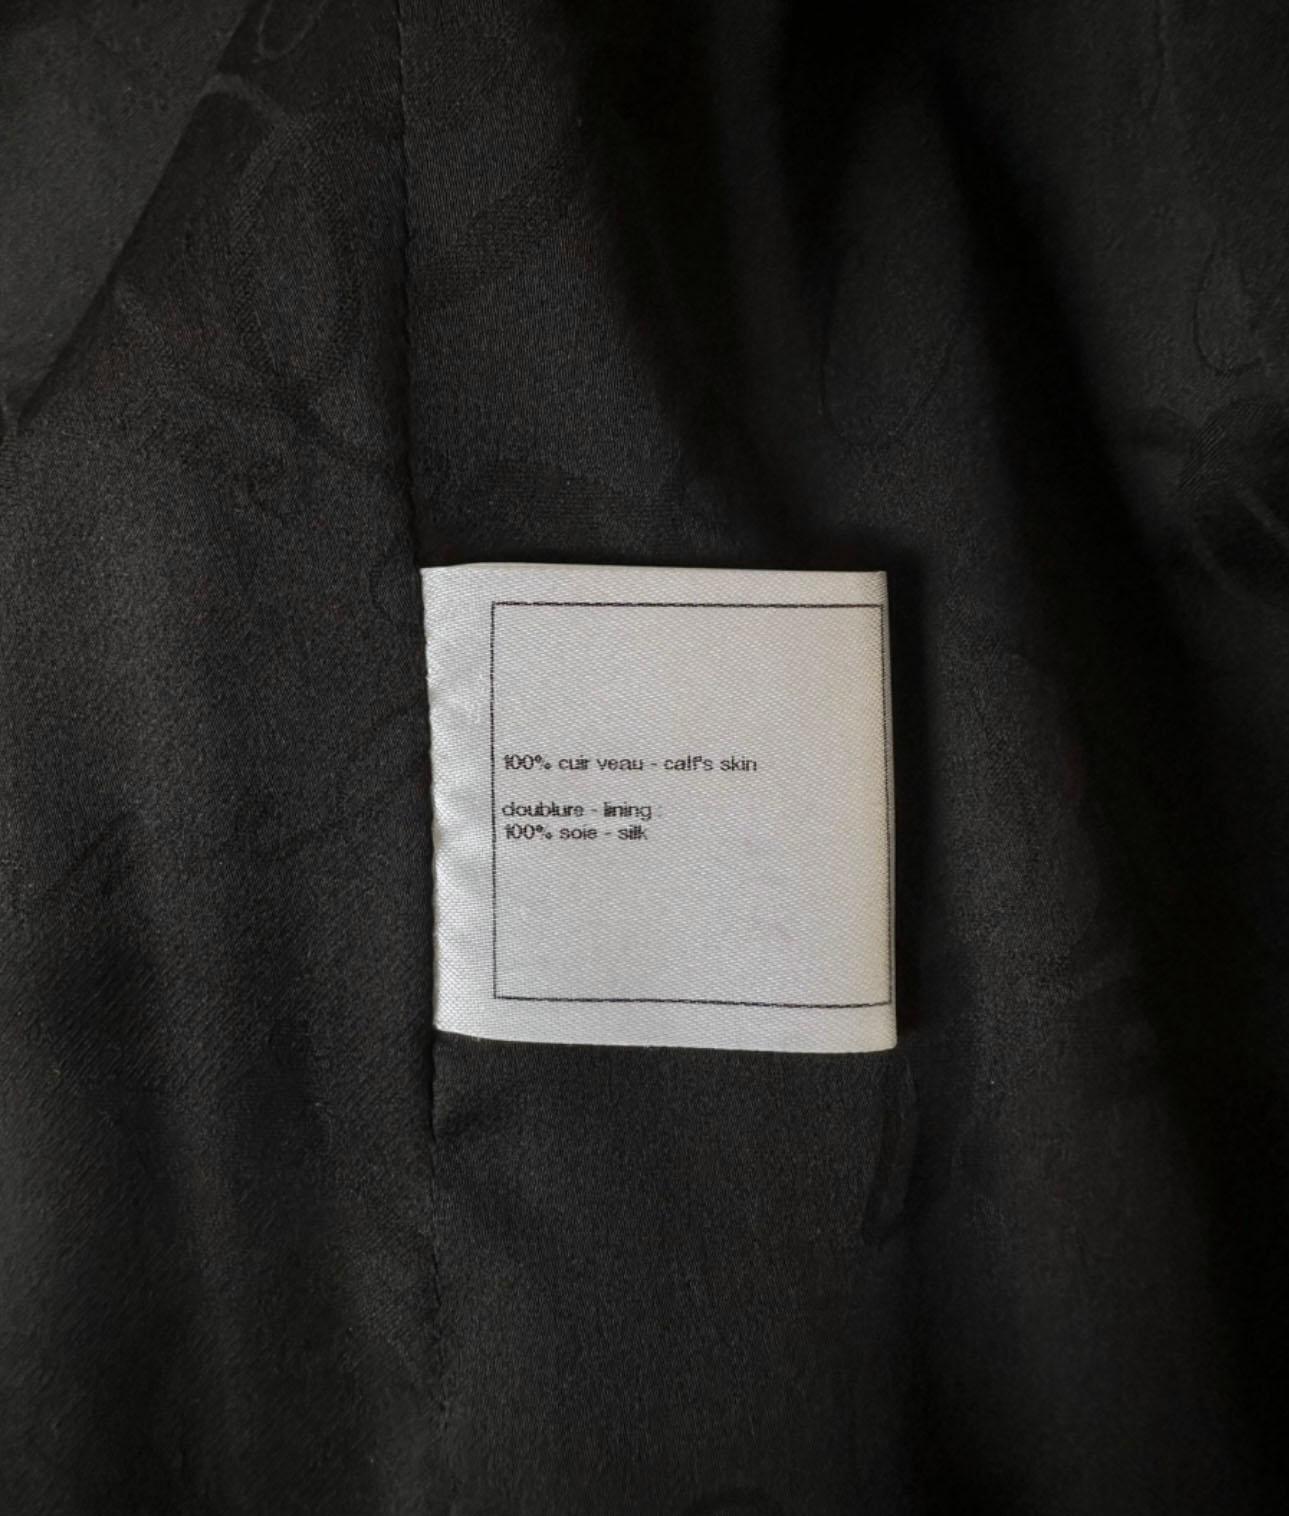 100% cuir veau - calf's skin
doublure - lining :
100% soie - silk